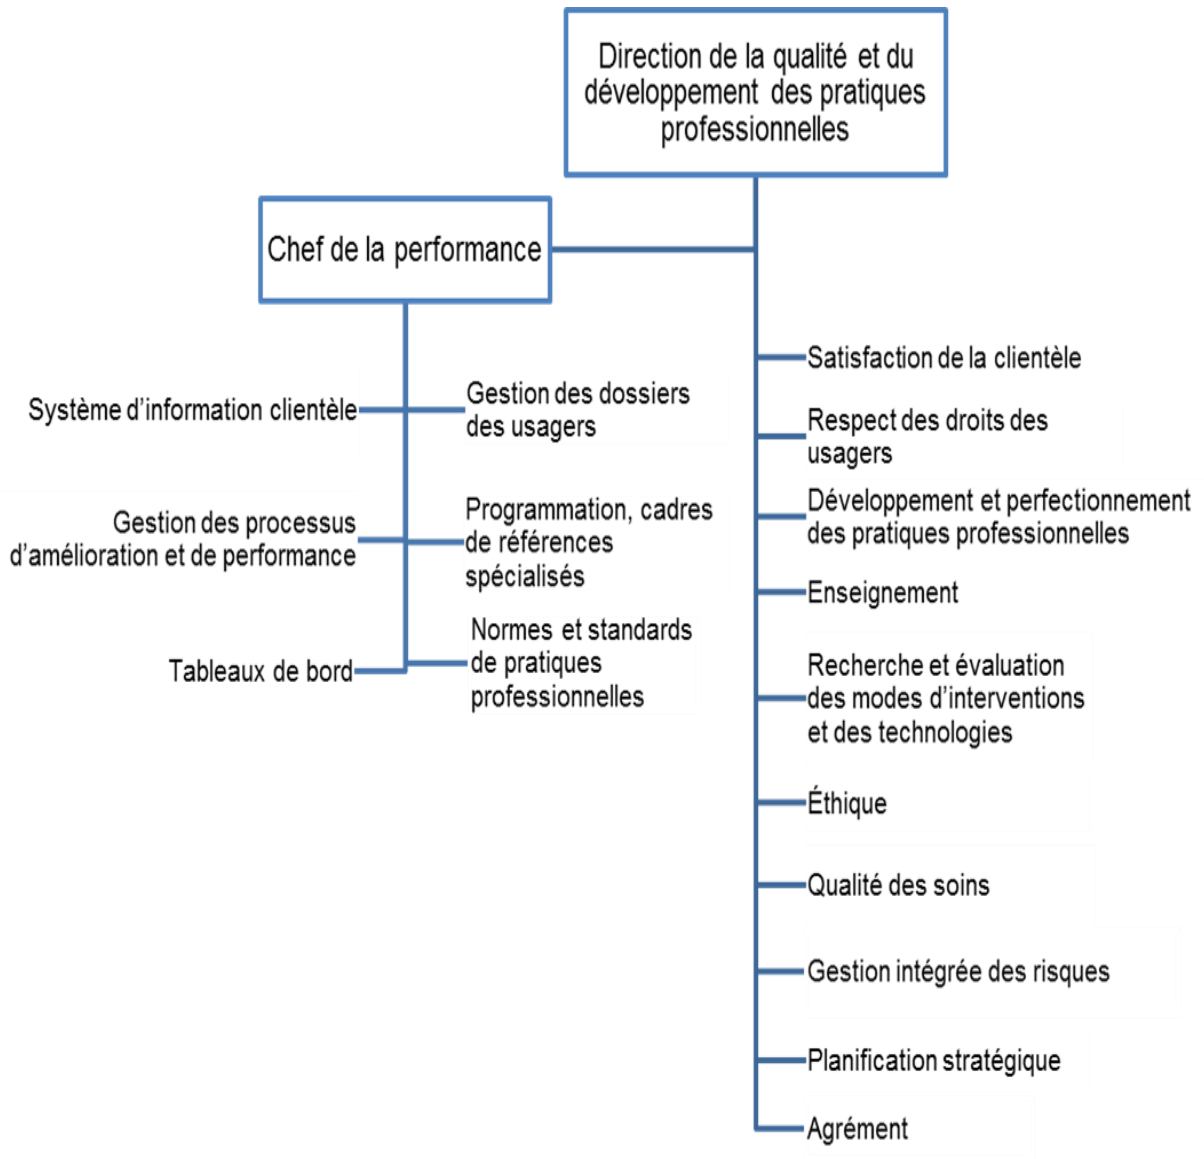 Direction de la qualité et du
développement des pratiques
professionnelles
Chef de la performance
Système d'information clientèle
Gestion des dossiers
des usagers
Gestion des processus
d'amélioration et de performance
Programmation, cadres
de références
spécialisés
Tableaux de bord
Normes et standards
de pratiques
professionnelles
Satisfaction de la clientèle
Respect des droits des
usagers
Développement et perfectionnement
des pratiques professionnelles
Enseignement
Recherche et évaluation
des modes d'interventions
et des technologies
Éthique
Qualité des soins
Gestion intégrée des risques
Planification stratégique
Agrément